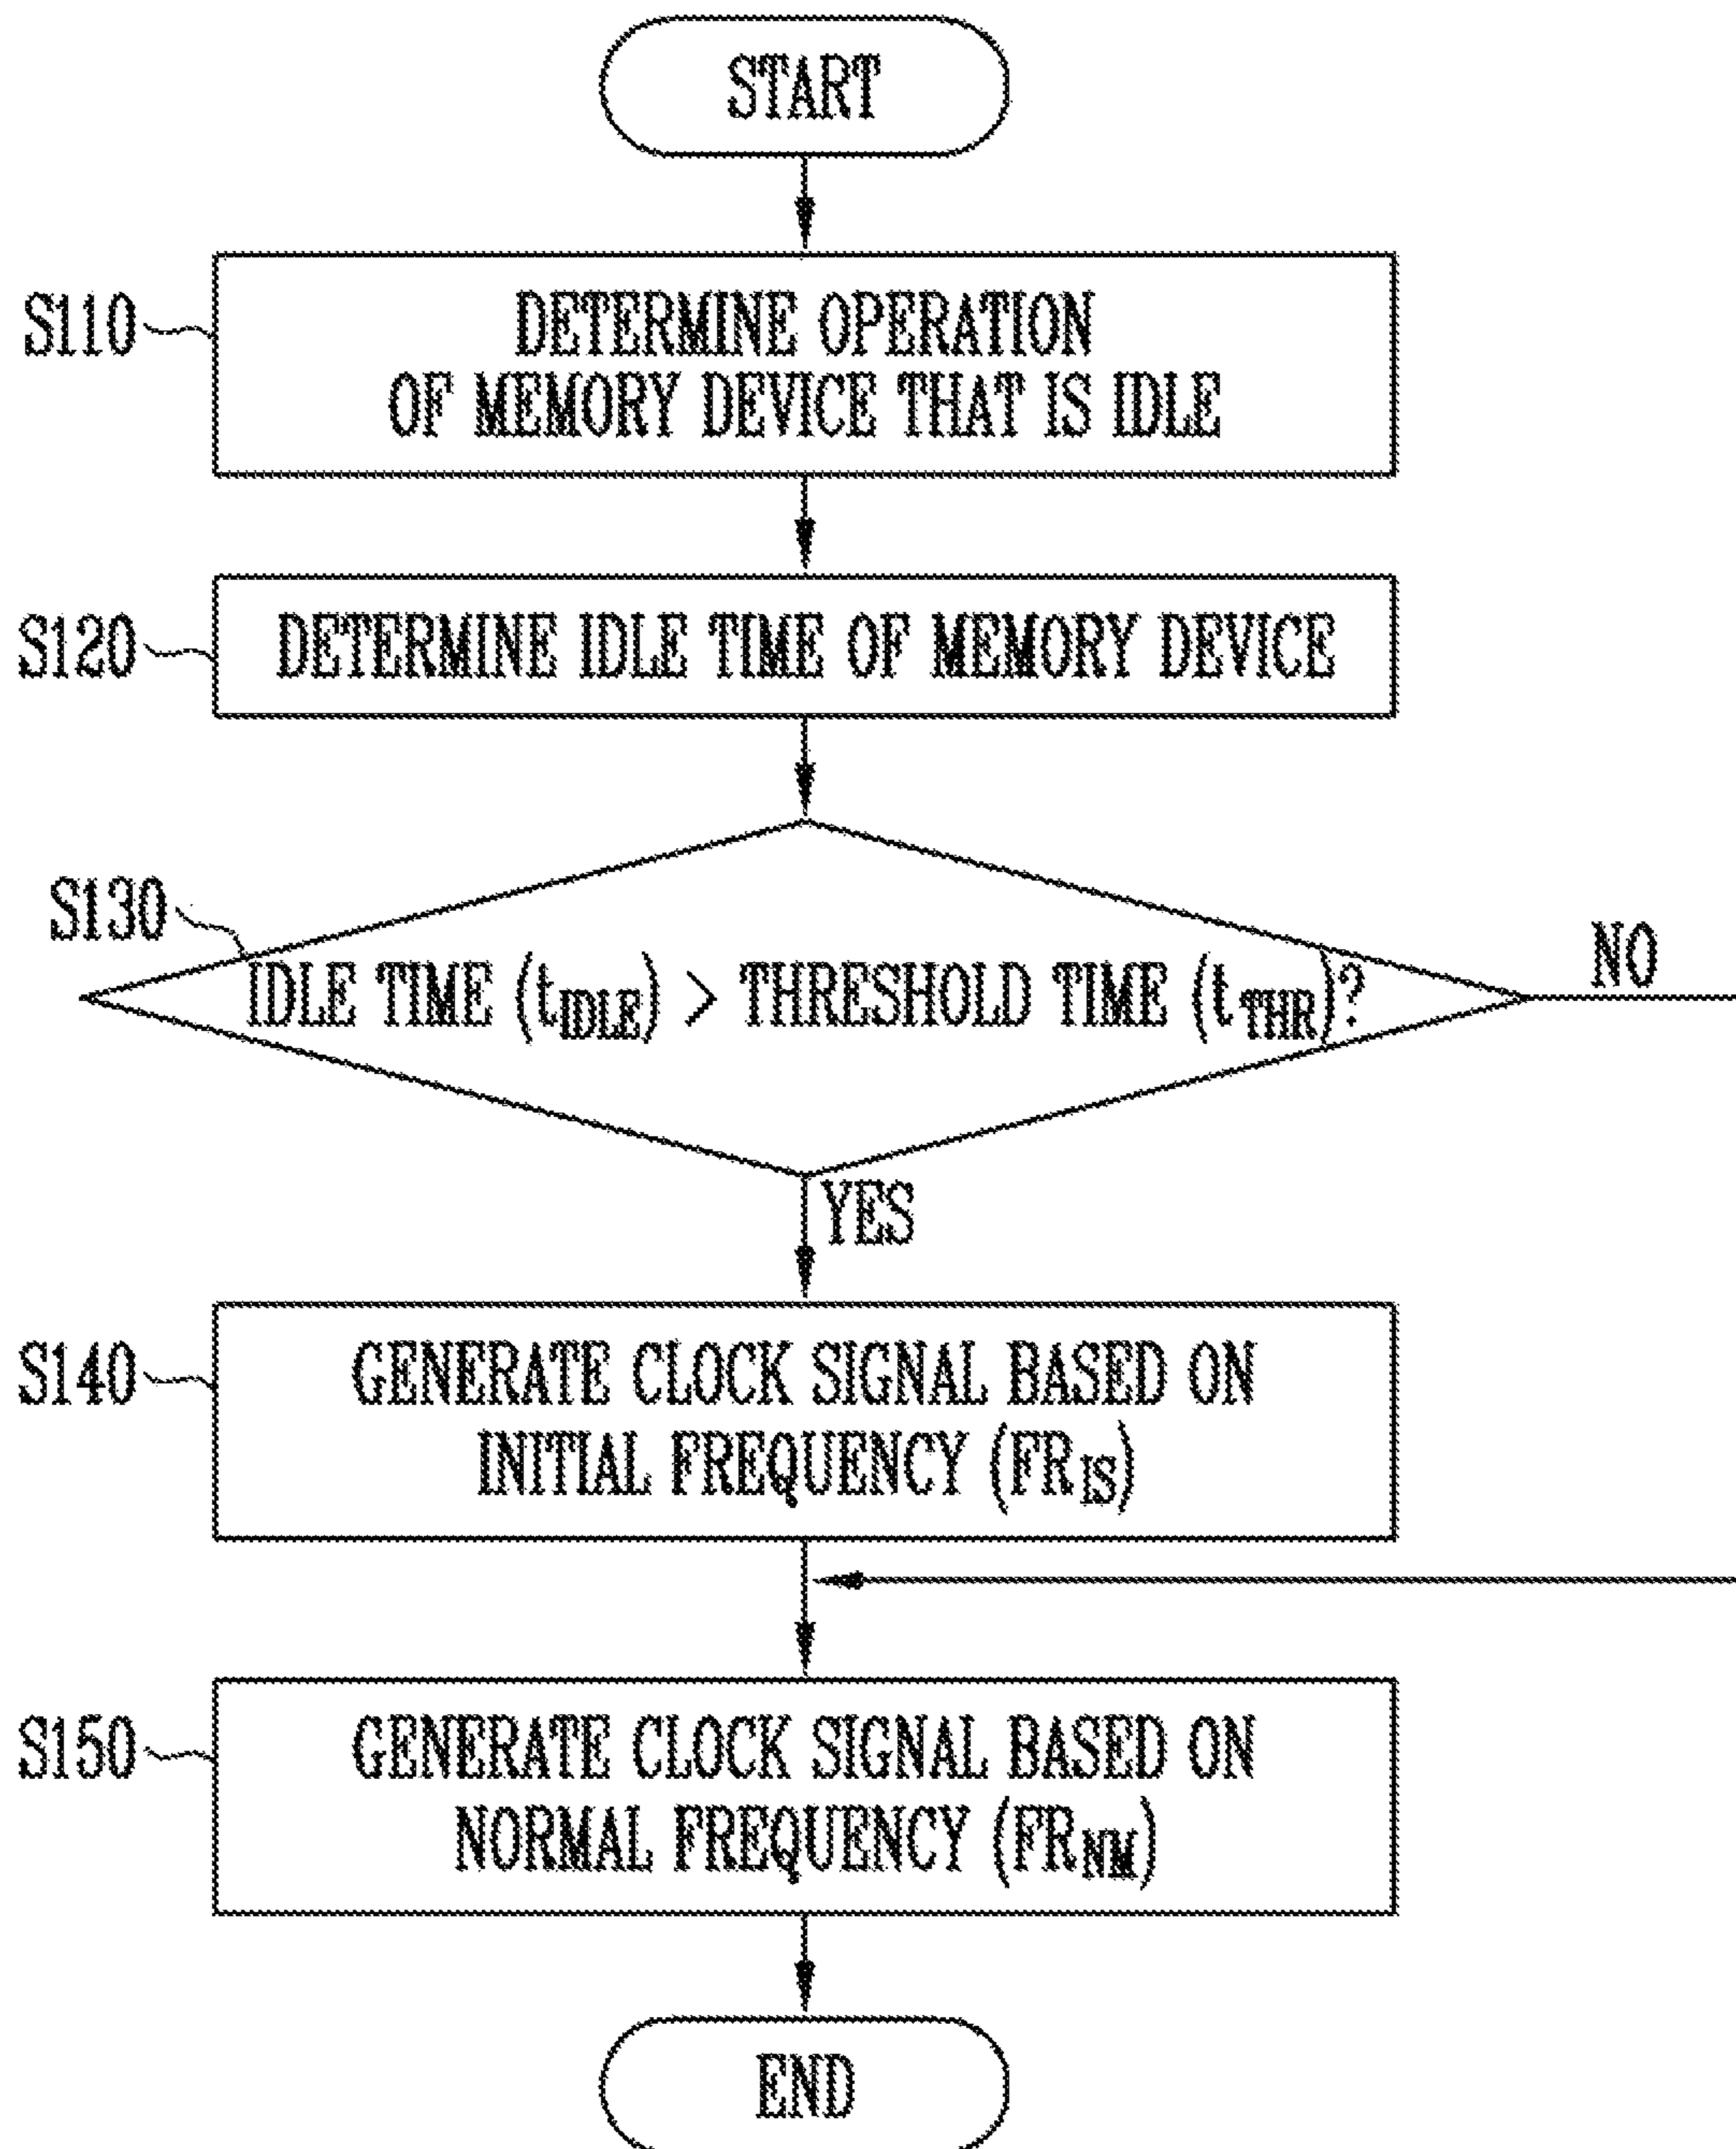 START
S110
DETERMINE OPERATION
OF MEMORY DEVICE THAT IS IDLE
S120
DETERMINE IDLE TIME OF MEMORY DEVICE
S130
IDLE TIME (tIDLE) > THRESHOLD TIME (tTHR)?
NO
YES
S140
GENERATE CLOCK SIGNAL BASED ON
INITIAL FREQUENCY (FRIS)
S150
GENERATE CLOCK SIGNAL BASED ON
NORMAL FREQUENCY (FRNM)
END